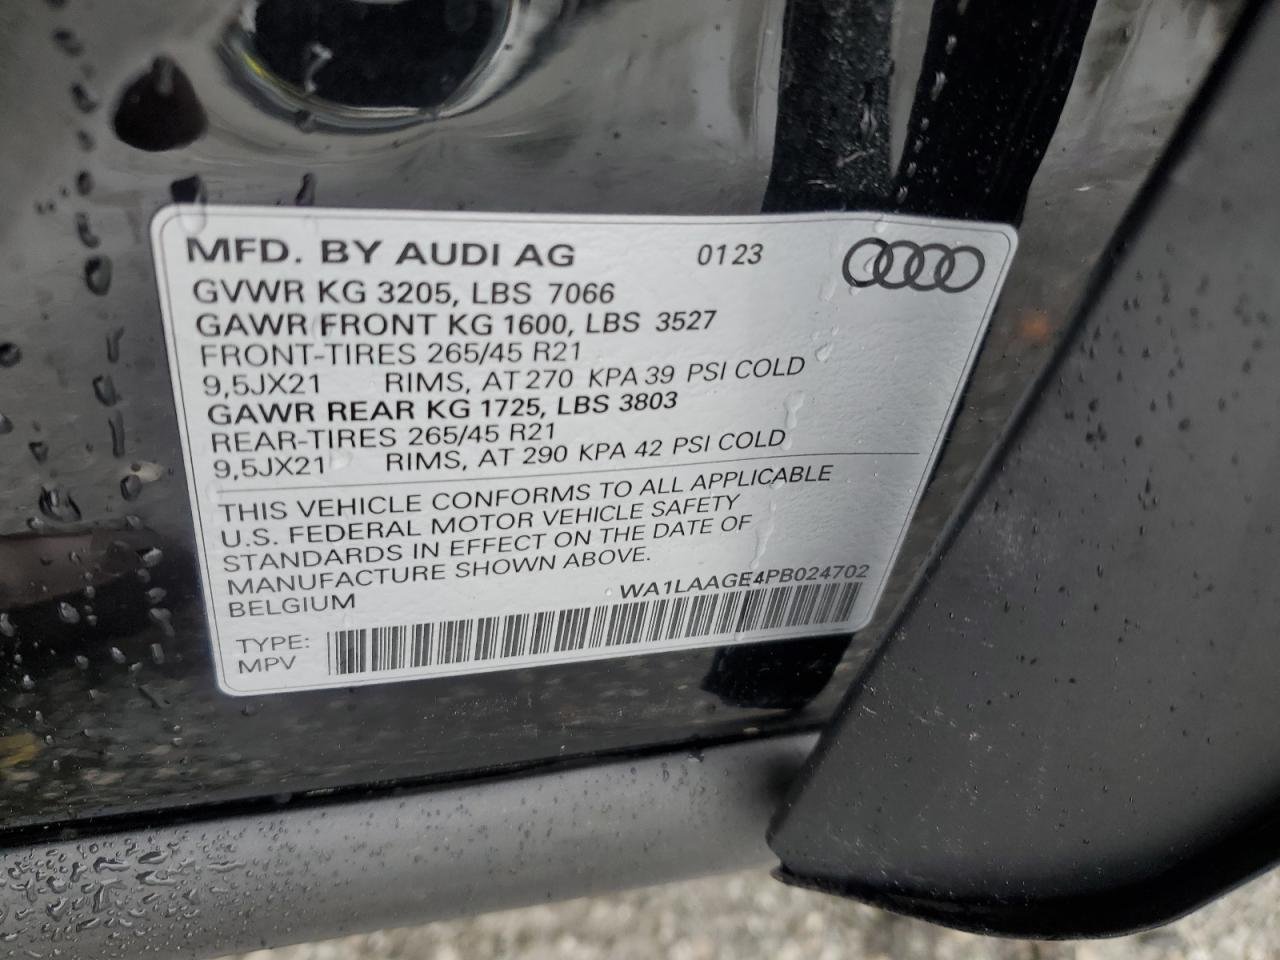 MFD. BY AUDI AG 0123
GVWR KG 3205, LBS 7066
GAWR FRONT KG 1600, LBS 3527
FRONT-TIRES 265/45 R21
9,5JX21 RIMS, AT 270 KPA 39 PSI COLD
GAWR REAR KG 1725, LBS 3803
REAR-TIRES 265/45 R21
9,5JX21 RIMS, AT 290 KPA 42 PSI COLD
THIS VEHICLE CONFORMS TO ALL APPLICABLE
U.S. FEDERAL MOTOR VEHICLE SAFETY
STANDARDS IN EFFECT ON THE DATE OF
MANUFACTURE SHOWN ABOVE.
BELGIUM WA1LAAGE4PB024702
TYPE:
MPV